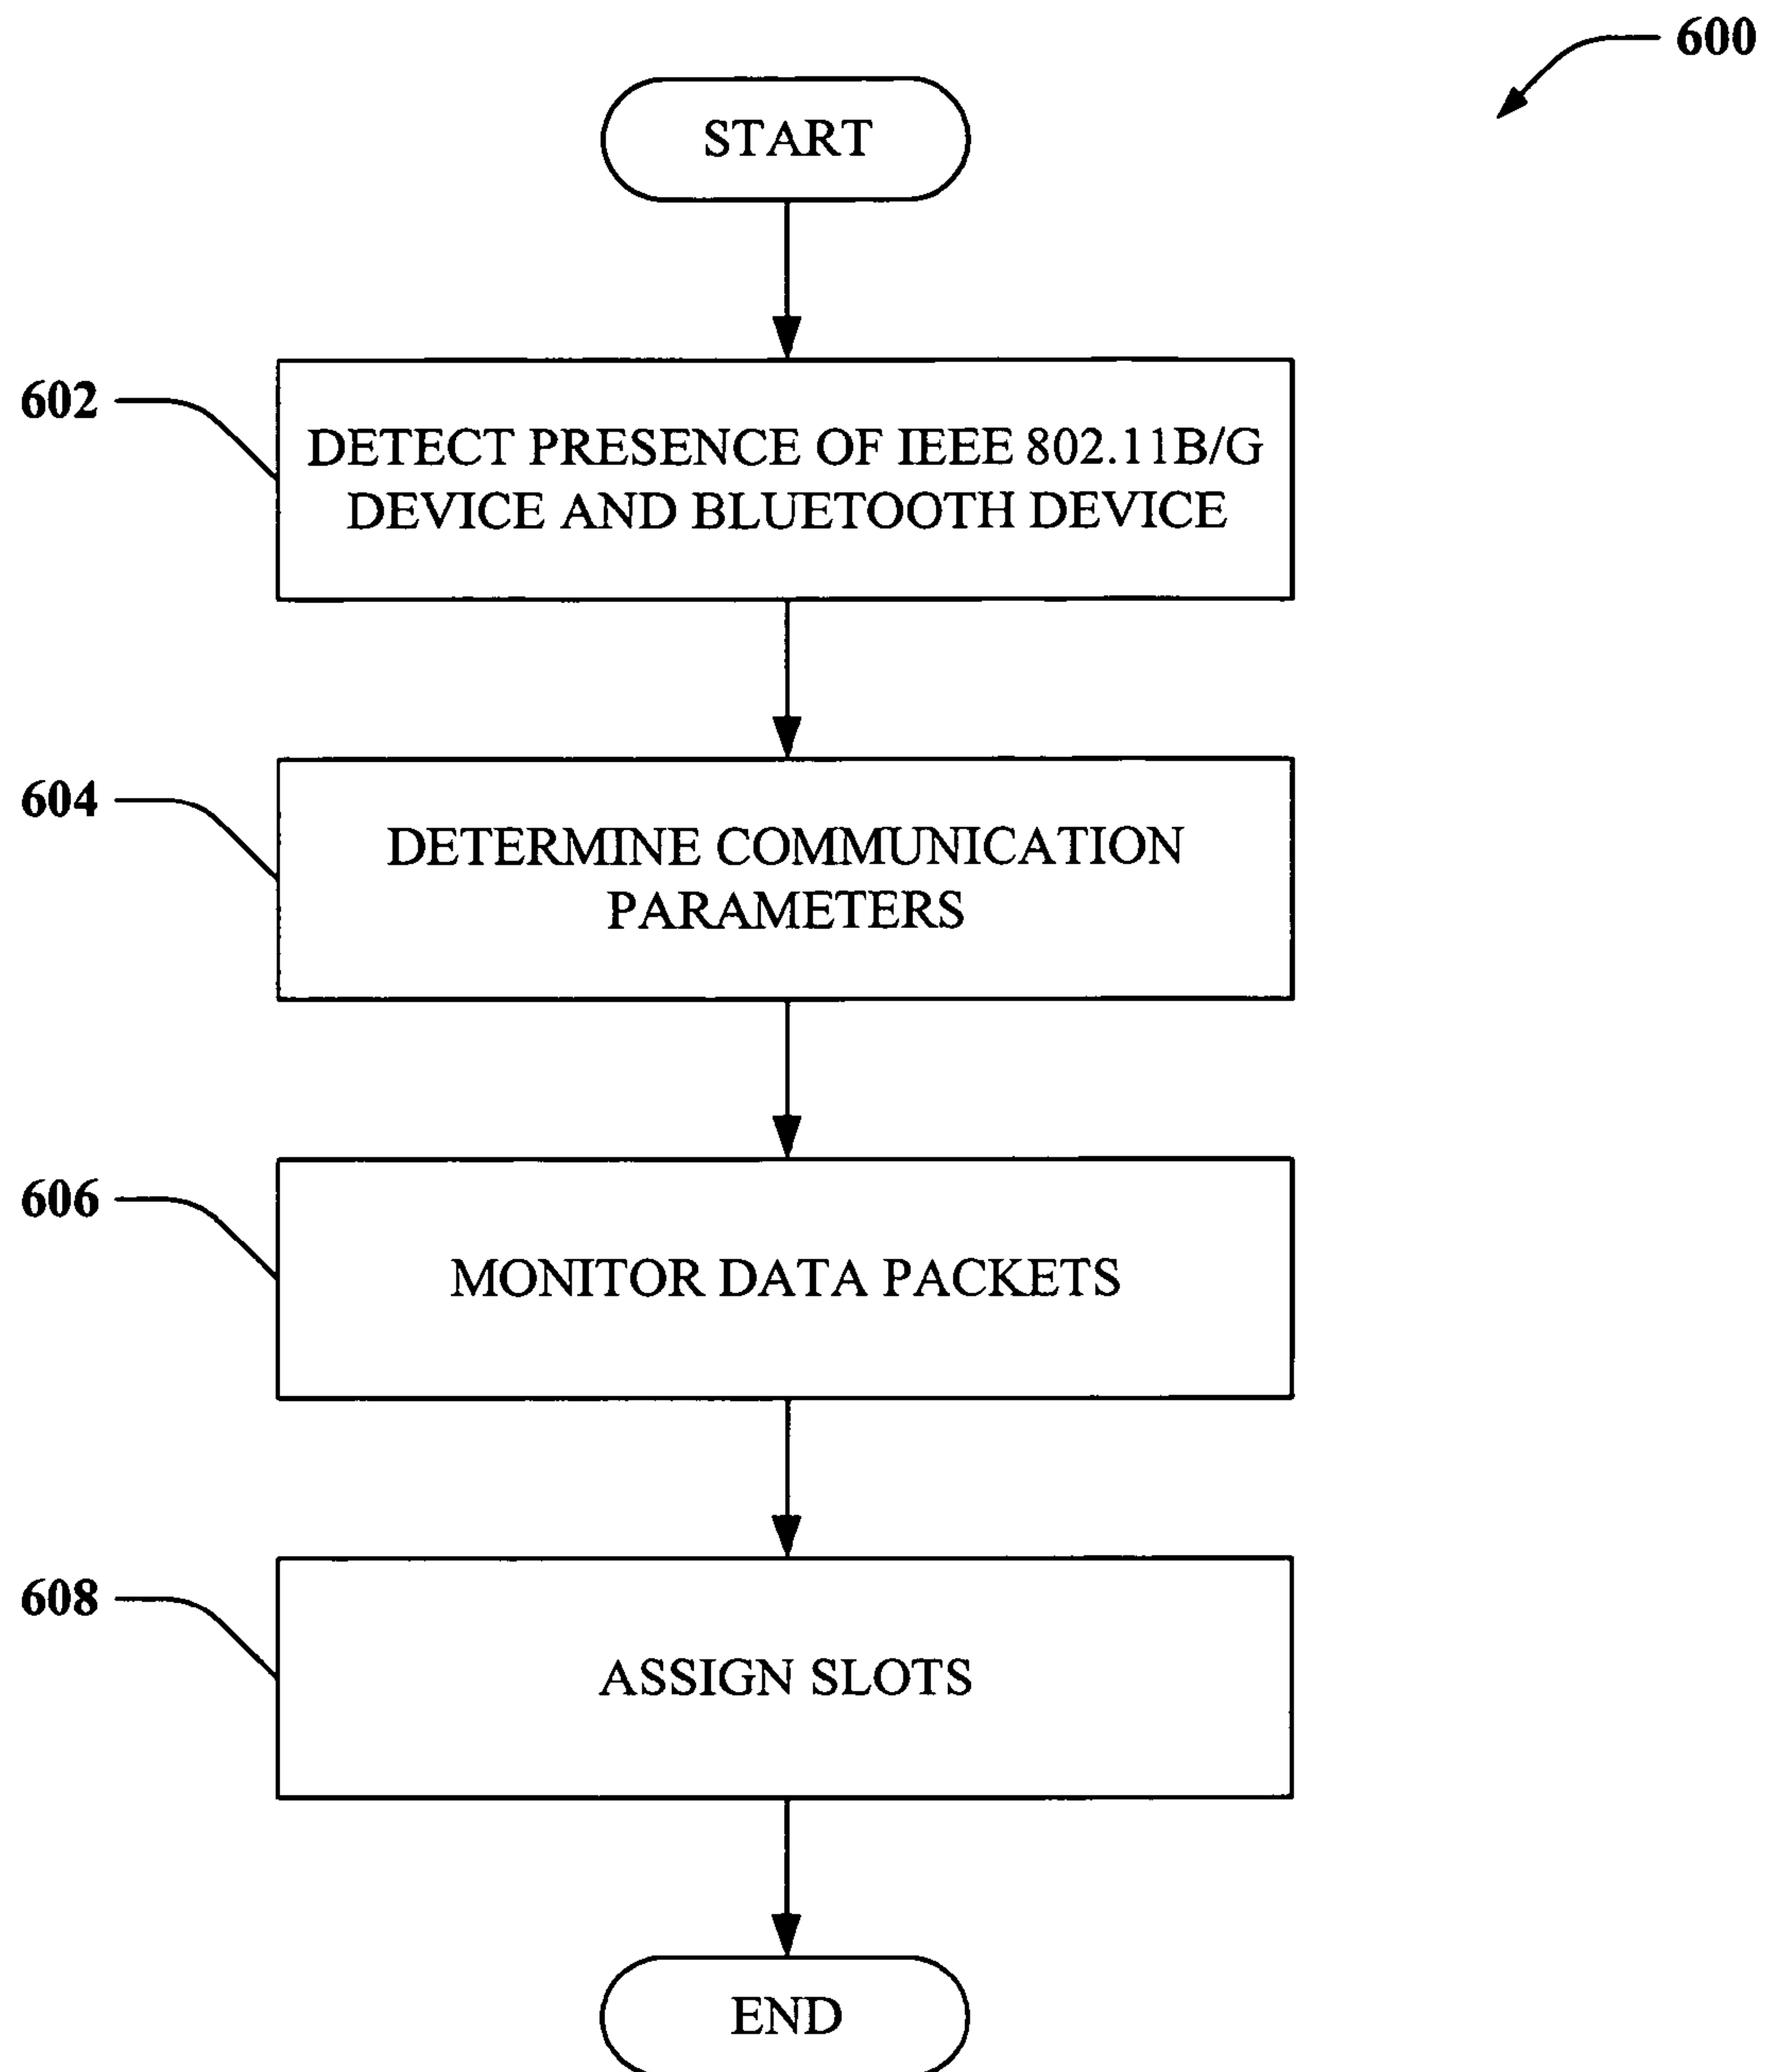 600
START
602
DETECT PRESENCE OF IEEE 802.11B/G
DEVICE AND BLUETOOTH DEVICE
604
DETERMINE COMMUNICATION
PARAMETERS
606
MONITOR DATA PACKETS
608
ASSIGN SLOTS
END